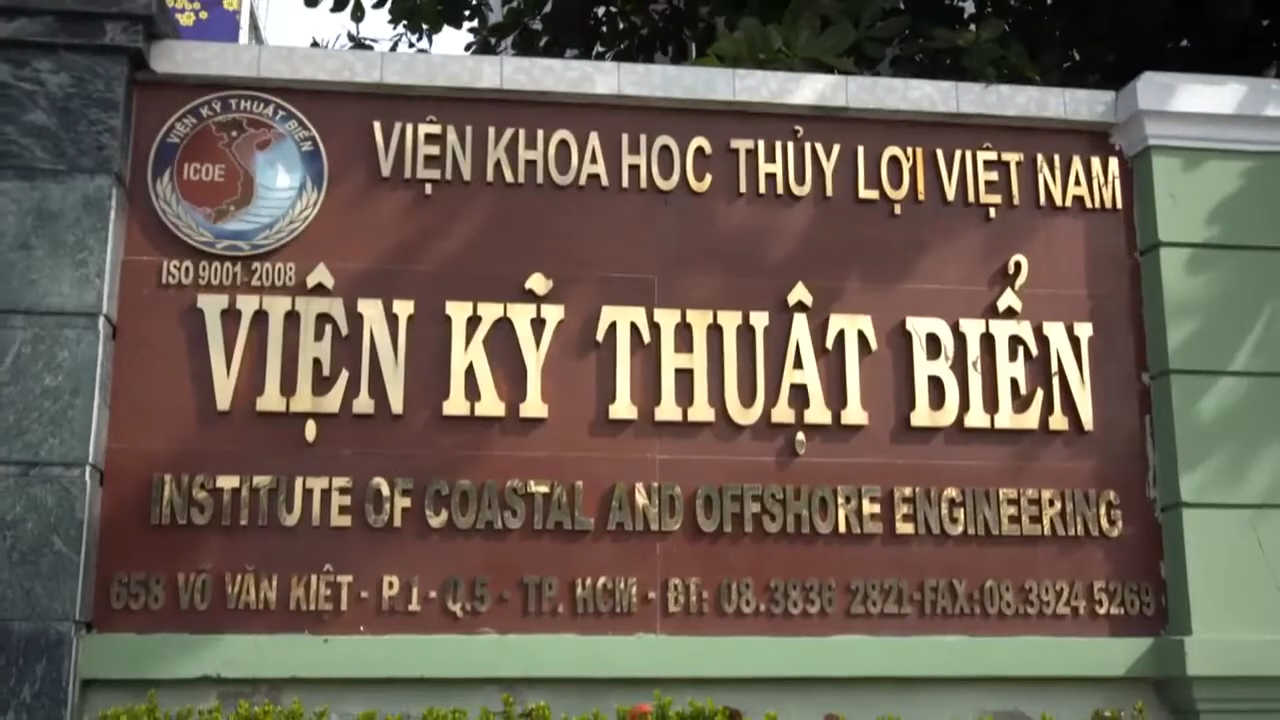 VIỆN KỸ THUẬT BIỂN
ICOE
ISO 9001-2008
VIỆN KHOA HỌC THỦY LỢI VIỆT NAM
VIỆN KỸ THUẬT BIỂN
INSTITUTE OF COASTAL AND OFFSHORE ENGINEERING
658 VÕ VĂN KIỆT - P.1 - Q.5 - TP. HCM - ĐT: 08.3836 2821-FAX:08.3924 5269